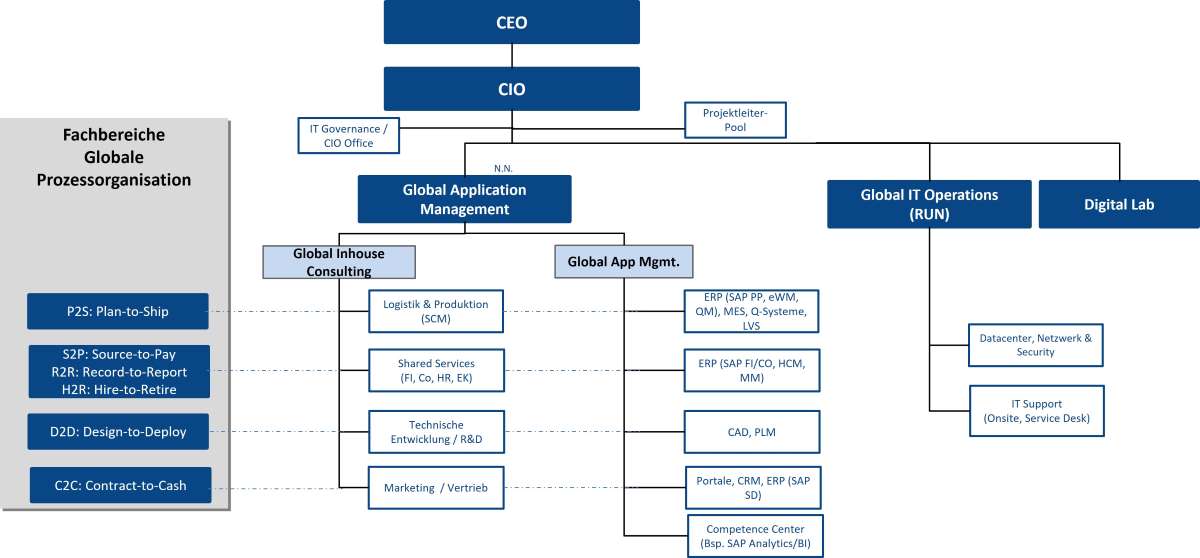 CEO
CIO
IT Governance /
CIO Office
Projektleiter-
Pool
Fachbereiche
Globale
Prozessorganisation
N.N.
Global Application
Management
Global IT Operations
(RUN)
Digital Lab
Global Inhouse
Consulting
Global App Mgmt.
P2S: Plan-to-Ship
Logistik & Produktion
(SCM)
ERP (SAP PP, eWM,
QM), MES, Q-Systeme,
LVS
Datacenter, Netzwerk &
Security
S2P: Source-to-Pay
R2R: Record-to-Report
H2R: Hire-to-Retire
Shared Services
(FI, Co, HR, EK)
ERP (SAP FI/CO, HCM,
MM)
IT Support
(Onsite, Service Desk)
D2D: Design-to-Deploy
Technische
Entwicklung / R&D
CAD, PLM
C2C: Contract-to-Cash
Marketing / Vertrieb
Portale, CRM, ERP (SAP
SD)
Competence Center
(Bsp. SAP Analytics/BI)